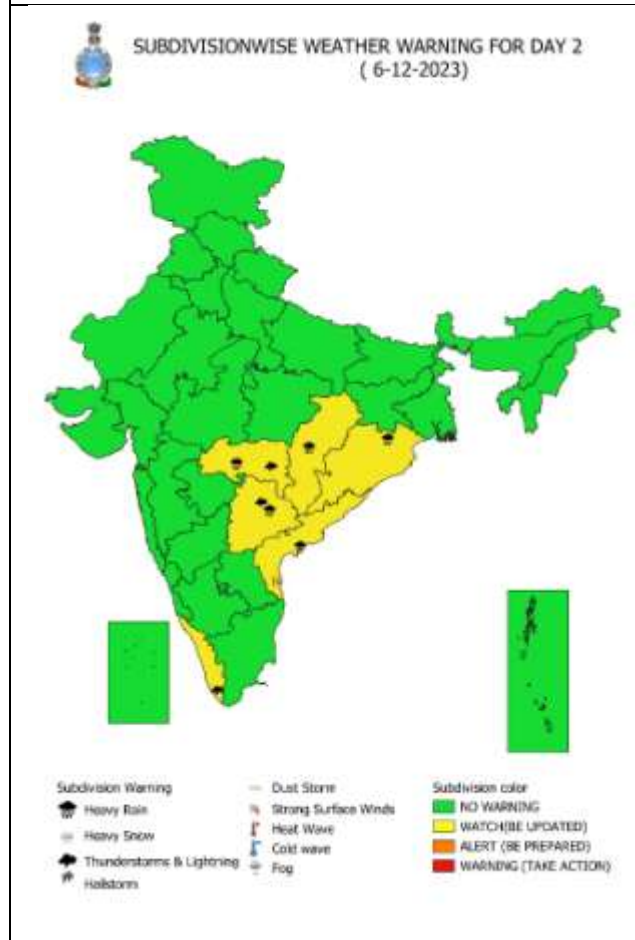 SUBDIVISIONWISE WEATHER WARNING FOR DAY 2
( 6-12-2023)
Subdivision Warning
Heavy Rain
Heavy Snow
Thunderstorms & Lightning
Hailstorm
Dust Storm
Strong Surface Winds
Heat Wave
Cold wave
Fog
Subdivision color
NO WARNING
WATCH(BE UPDATED)
ALERT (BE PREPARED)
WARNING (TAKE ACTION)